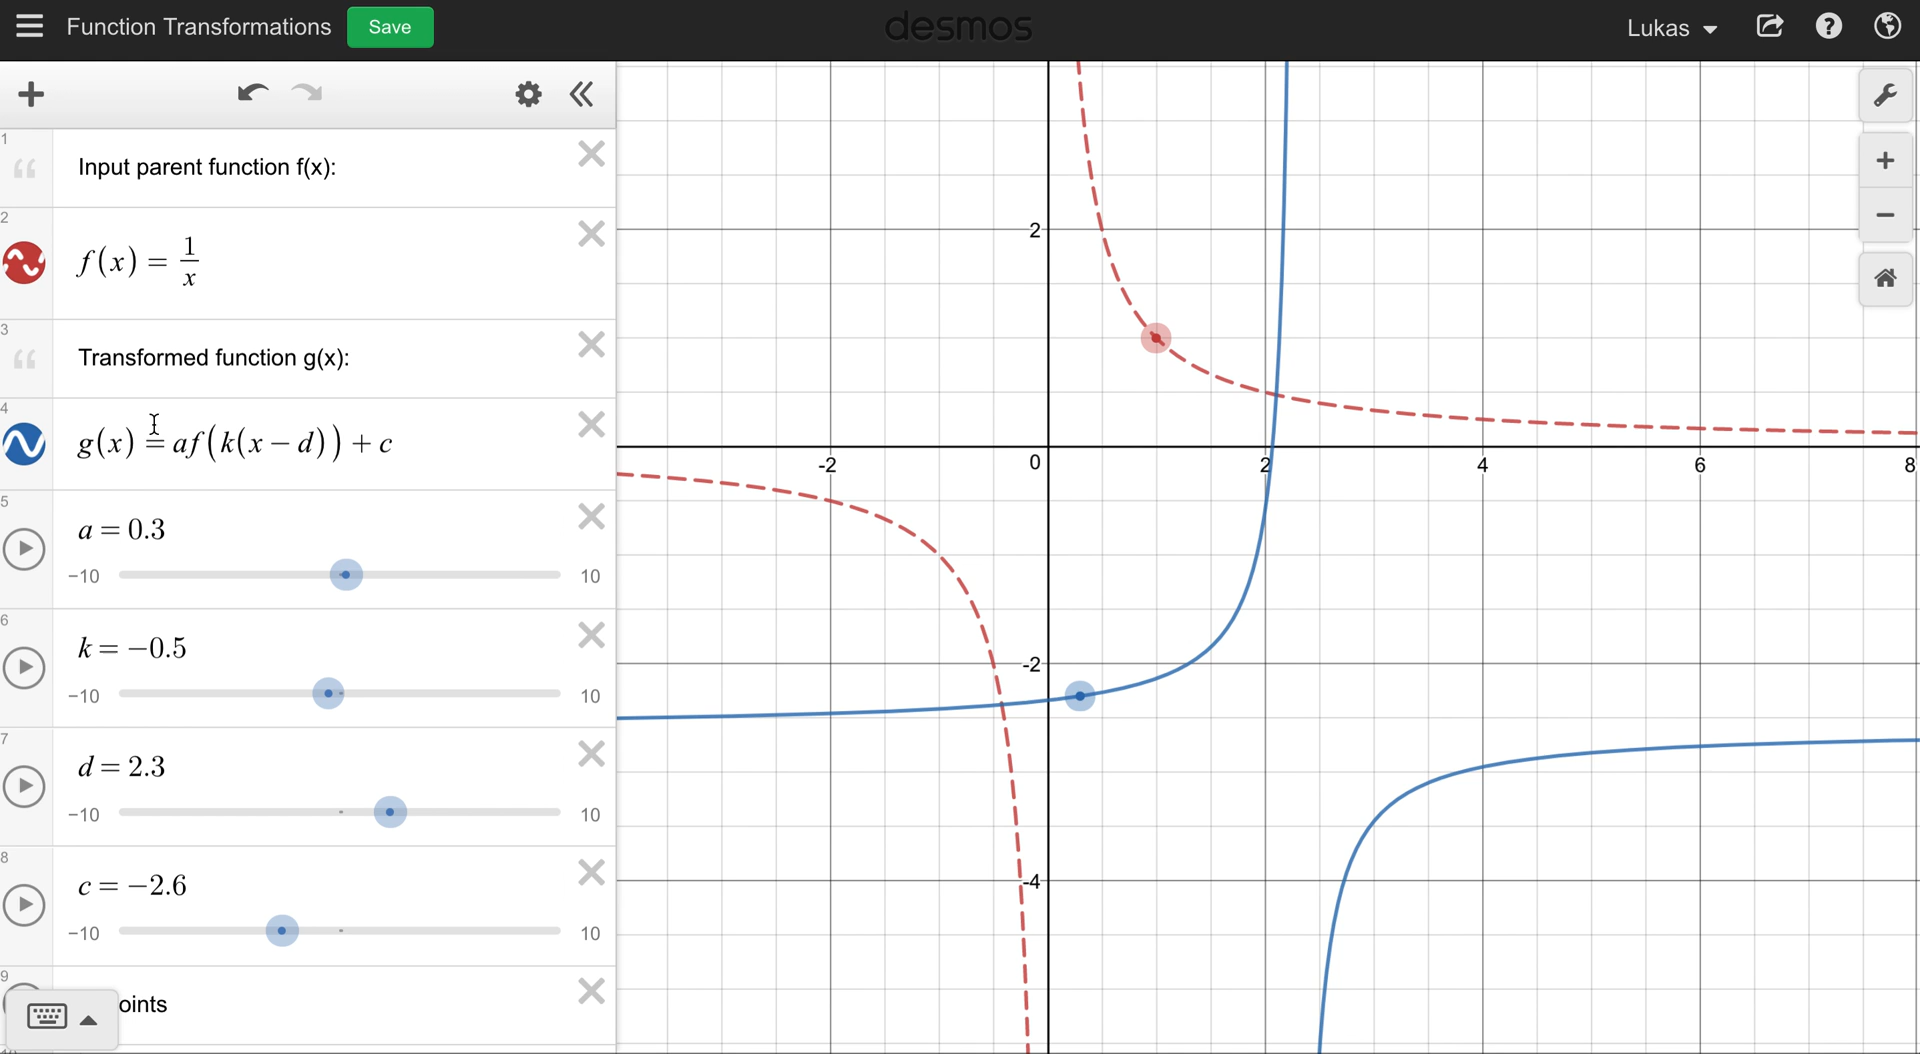 Function Transformations
Save
desmos
Lukas
1
Input parent function f(x):
2
f(x) = 1/x
3
Transformed function g(x):
4
g(x) = af(k(x − d)) + c
5
a = 0.3
−10
10
6
k = −0.5
−10
10
7
d = 2.3
−10
10
8
c = −2.6
−10
10
9
oints
2
-2
0
2
4
6
8
-2
-4